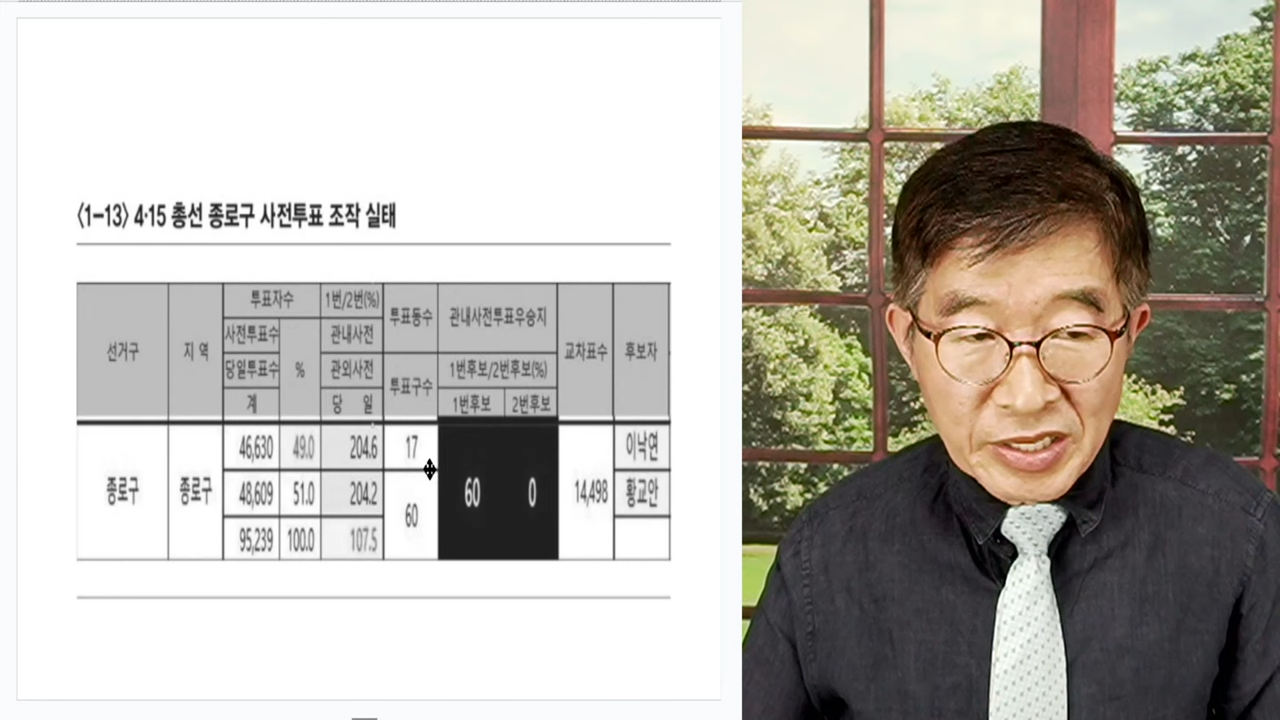 〈1-13〉 4·15 총선 종로구 사전투표 조작 실태
선거구 지 역 투표자수 1번/2번(%) 투표동수 관내사전투표우승지 교차표수 후보자
사전투표수 % 관내사전
당일투표수 관외사전 투표구수 1번후보/2번후보(%)
계 당 일 1번후보 2번후보
종로구 종로구 46,630 49.0 204.6 17 60 0 14,498 이낙연
48,609 51.0 204.2 60 황교안
95,239 100.0 107.5